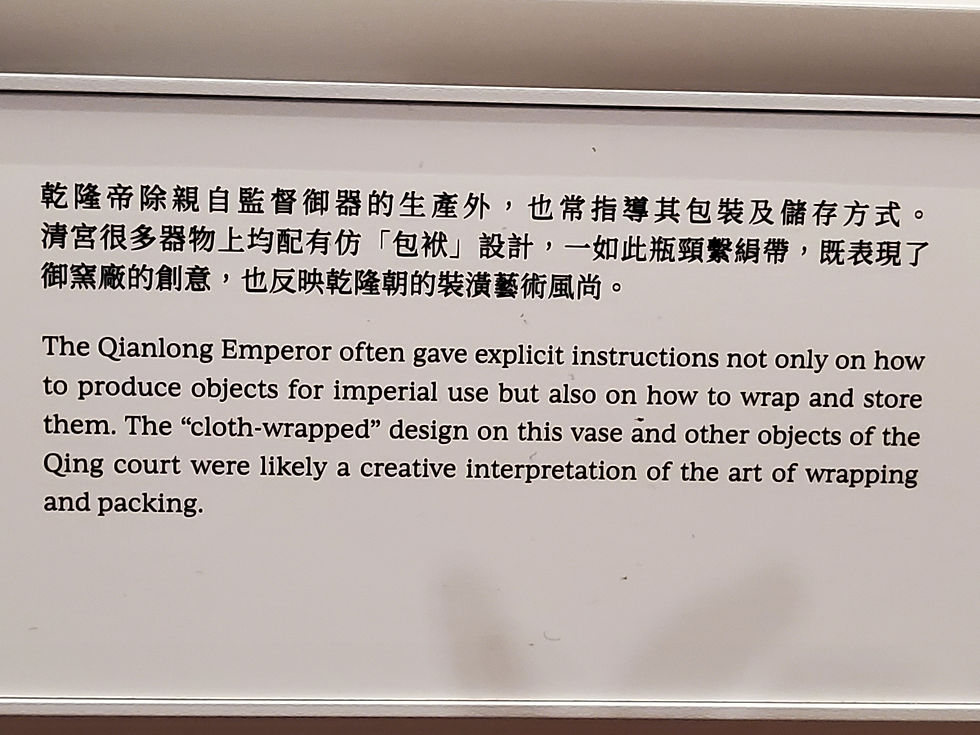 乾隆帝除親自監督御器的生產外，也常指導其包裝及儲存方式。
清宮很多器物上均配有仿「包袱」設計，一如此瓶頸繫絹帶，既表現了
御窯廠的創意，也反映乾隆朝的裝潢藝術風尚。
The Qianlong Emperor often gave explicit instructions not only on how
to produce objects for imperial use but also on how to wrap and store
them. The “cloth-wrapped” design on this vase and other objects of the
Qing court were likely a creative interpretation of the art of wrapping
and packing.